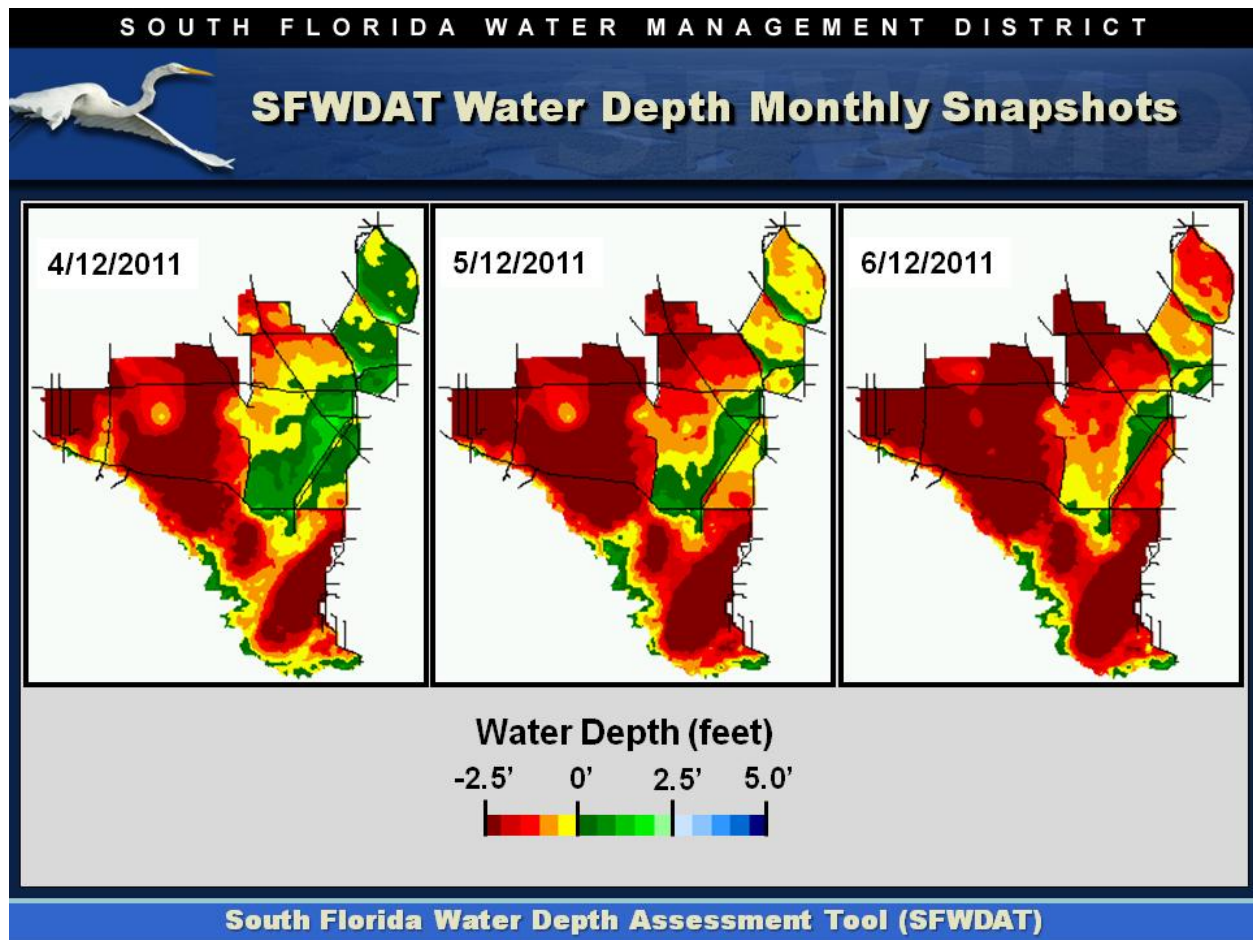 SOUTH FLORIDA WATER MANAGEMENT DISTRICT
SFWDAT Water Depth Monthly Snapshots
4/12/2011
5/12/2011
6/12/2011
Water Depth (feet)
-2.5' 0' 2.5' 5.0'
South Florida Water Depth Assessment Tool (SFWDAT)